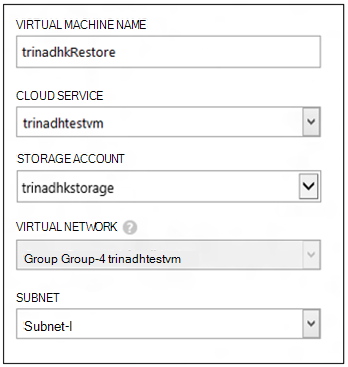 VIRTUAL MACHINE NAME
trinadhkRestore
CLOUD SERVICE
trinadhtestvm
STORAGE ACCOUNT
trinadhkstorage
VIRTUAL NETWORK ?
Group Group-4 trinadhtestvm
SUBNET
Subnet-l